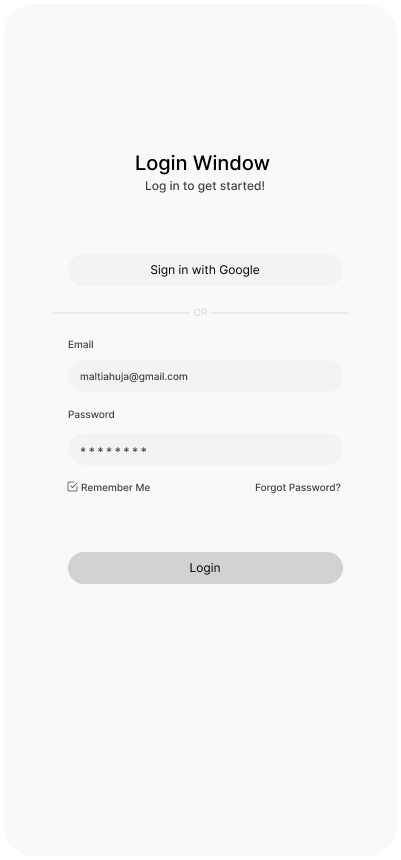 Login Window
Log in to get started!
Sign in with Google
OR
Email
maltiahuja@gmail.com
Password
* * * * * * * *
Remember Me Forgot Password?
Login